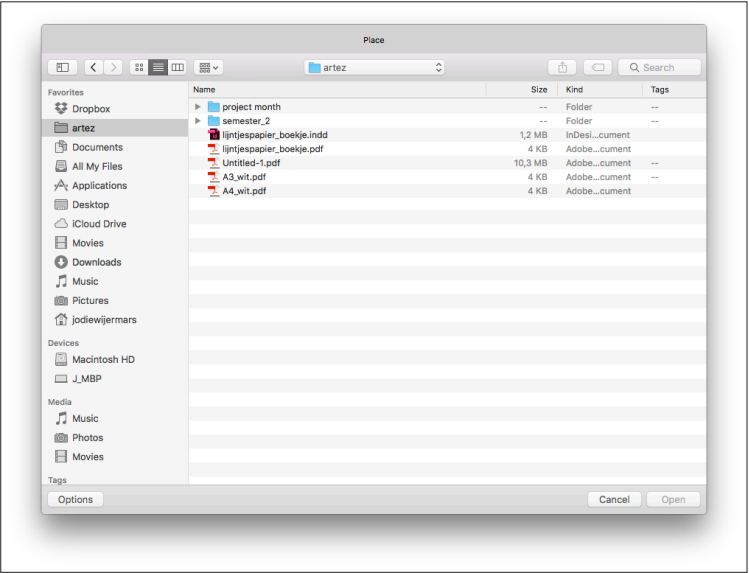 Place
artez
Search
Favorites
Dropbox
artez
Documents
All My Files
Applications
Desktop
iCloud Drive
Movies
Downloads
Music
Pictures
jodiewijermars
Devices
Macintosh HD
J_MBP
Media
Music
Photos
Movies
Tags
Name Size Kind Tags
project month -- Folder --
semester_2 -- Folder --
lijntjespapier_boekje.indd 1,2 MB InDesi...cument
lijntjespapier_boekje.pdf 4 KB Adobe...cument
Untitled-1.pdf 10,3 MB Adobe...cument --
A3_wit.pdf 4 KB Adobe...cument --
A4_wit.pdf 4 KB Adobe...cument --
Options Cancel Open